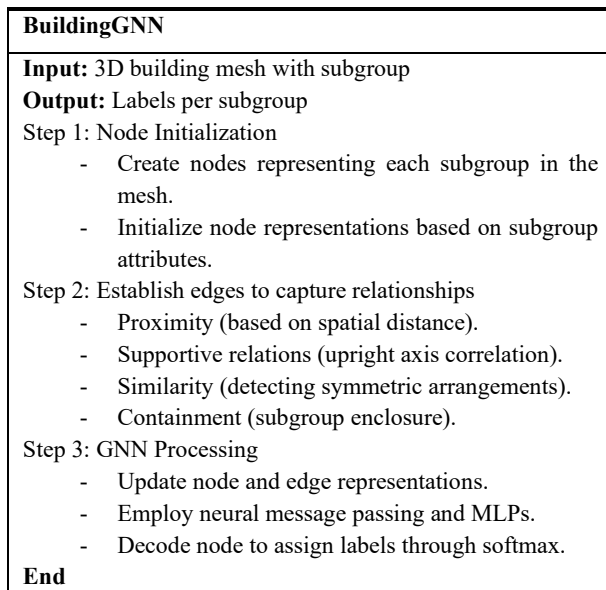 BuildingGNN
Input: 3D building mesh with subgroup
Output: Labels per subgroup
Step 1: Node Initialization
- Create nodes representing each subgroup in the
mesh.
- Initialize node representations based on subgroup
attributes.
Step 2: Establish edges to capture relationships
- Proximity (based on spatial distance).
- Supportive relations (upright axis correlation).
- Similarity (detecting symmetric arrangements).
- Containment (subgroup enclosure).
Step 3: GNN Processing
- Update node and edge representations.
- Employ neural message passing and MLPs.
- Decode node to assign labels through softmax.
End